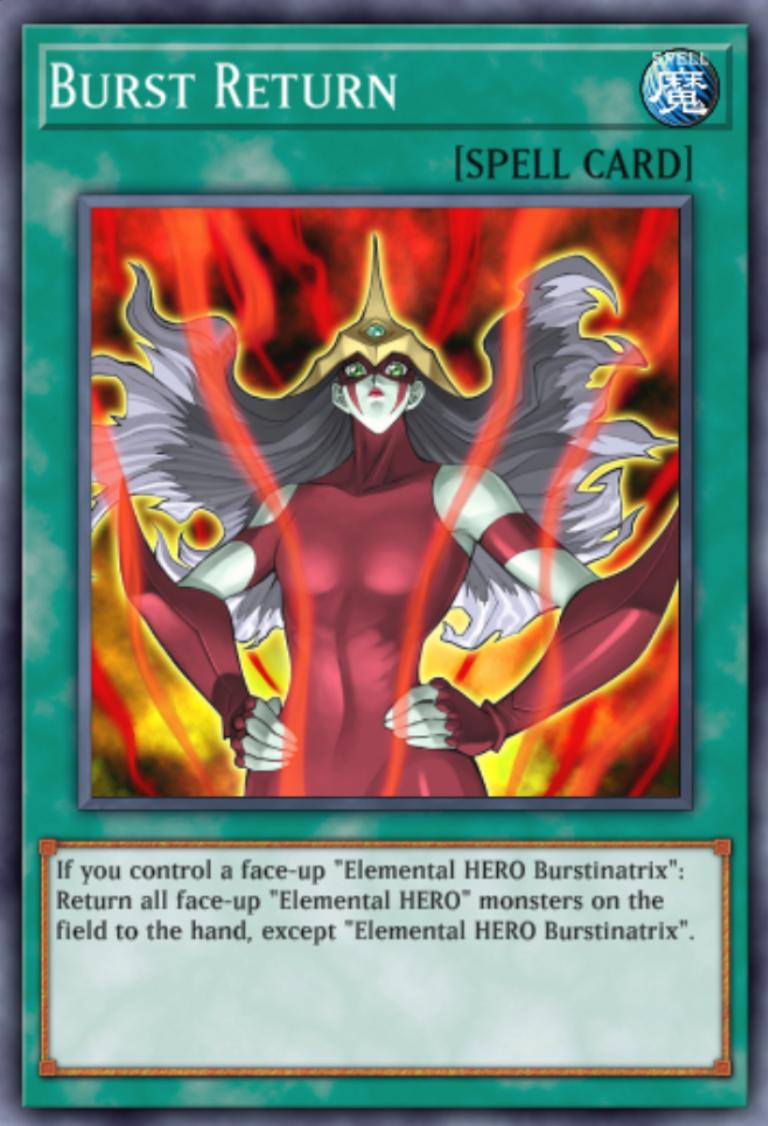 BURST RETURN
SPELL
魔
[SPELL CARD]
If you control a face-up "Elemental HERO Burstinatrix":
Return all face-up "Elemental HERO" monsters on the
field to the hand, except "Elemental HERO Burstinatrix".